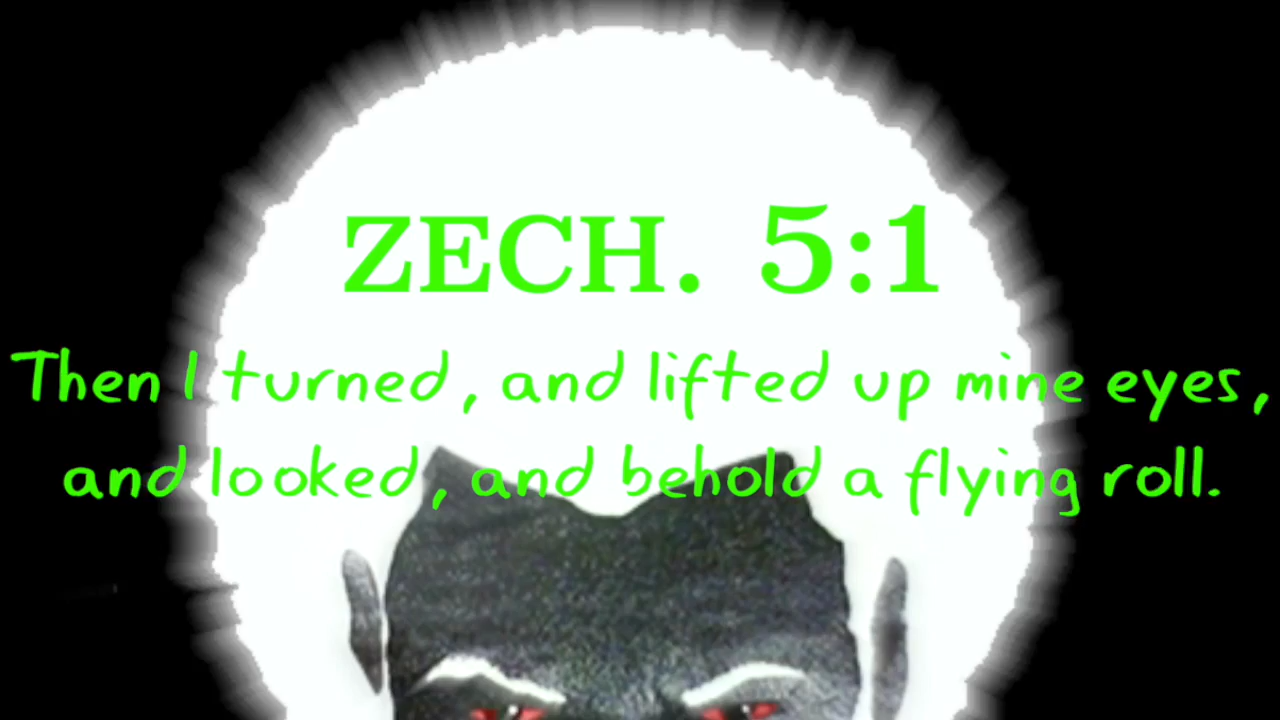 ZECH. 5:1
Then I turned, and lifted up mine eyes,
and looked, and behold a flying roll.